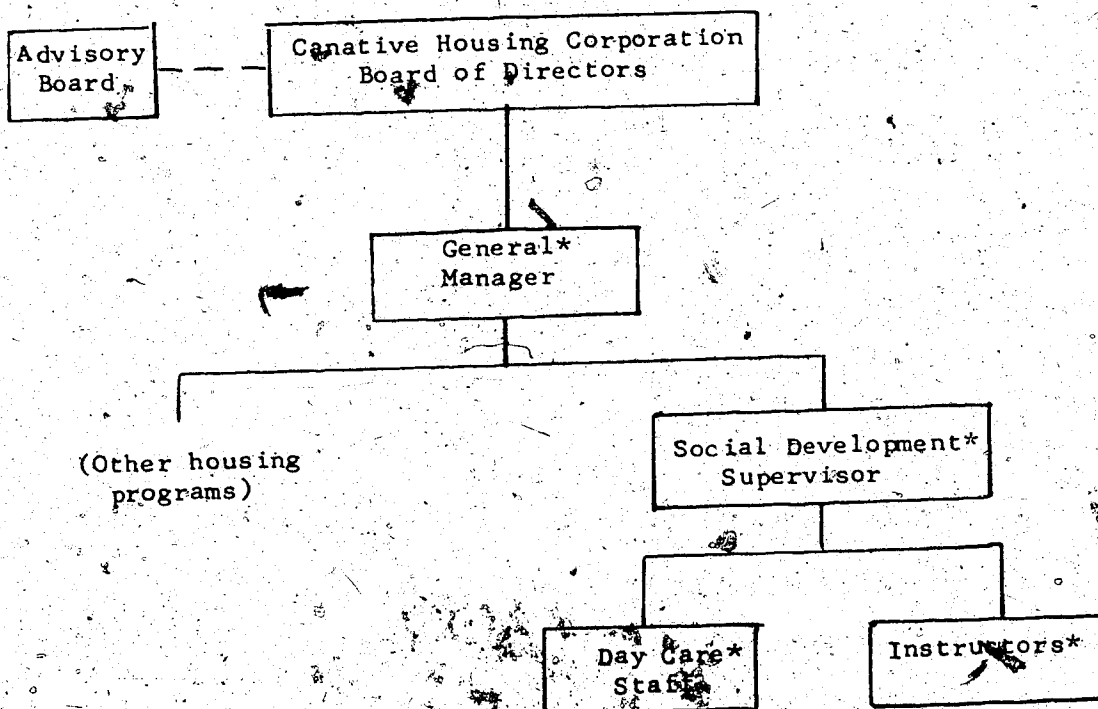 Advisory
Board
Canative Housing Corporation
Board of Directors
General*
Manager
(Other housing
programs)
Social Development*
Supervisor
Day Care*
Staff
Instructors*